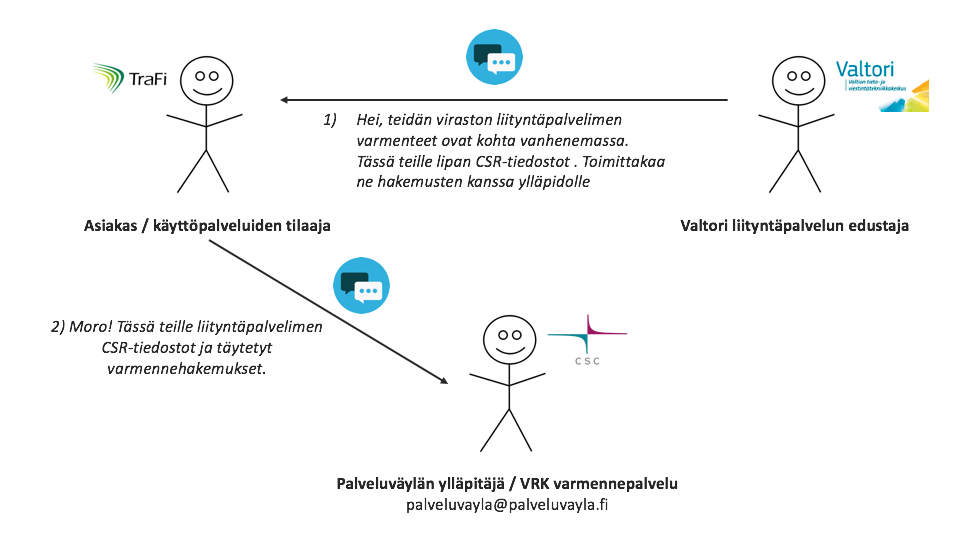 TraFi
Valtori
Valtion tieto- ja
viestintätekniikkakeskus
1) Hei, teidän viraston liityntäpalvelimen
varmenteet ovat kohta vanhenemassa.
Tässä teille lipan CSR-tiedostot . Toimittakaa
ne hakemusten kanssa ylläpidolle
Asiakas / käyttöpalveluiden tilaaja
Valtori liityntäpalvelun edustaja
2) Moro! Tässä teille liityntäpalvelimen
CSR-tiedostot ja täytetyt
varmennehakemukset.
CSC
Palveluväylän ylläpitäjä / VRK varmennepalvelu
palveluvayla@palveluvayla.fi